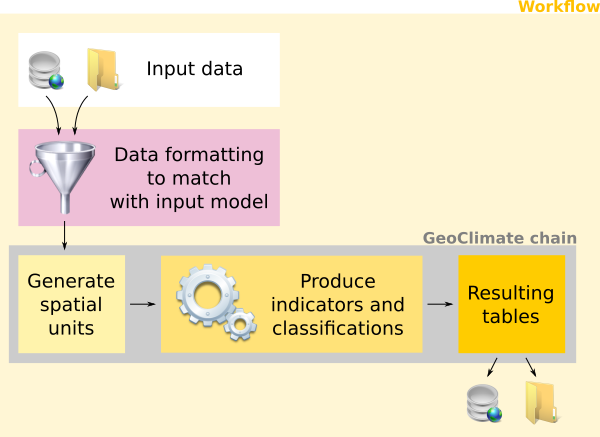 Workflow
Input data
Data formatting
to match
with input model
GeoClimate chain
Generate
spatial
units
Produce
indicators and
classifications
Resulting
tables